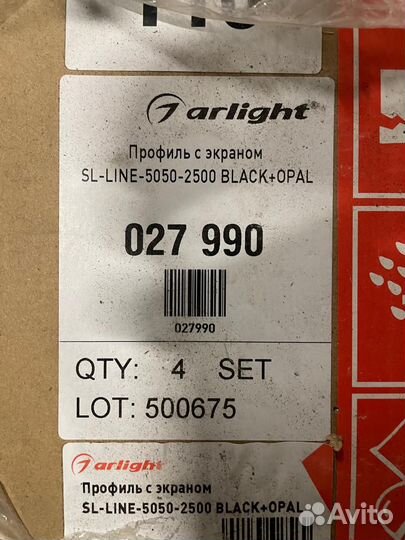 arlight
Профиль с экраном
SL-LINE-5050-2500 BLACK+OPAL
027 990
027990
QTY: 4 SET
LOT: 500675
arlight
Профиль с экраном
SL-LINE-5050-2500 BLACK+OPAL
Avito